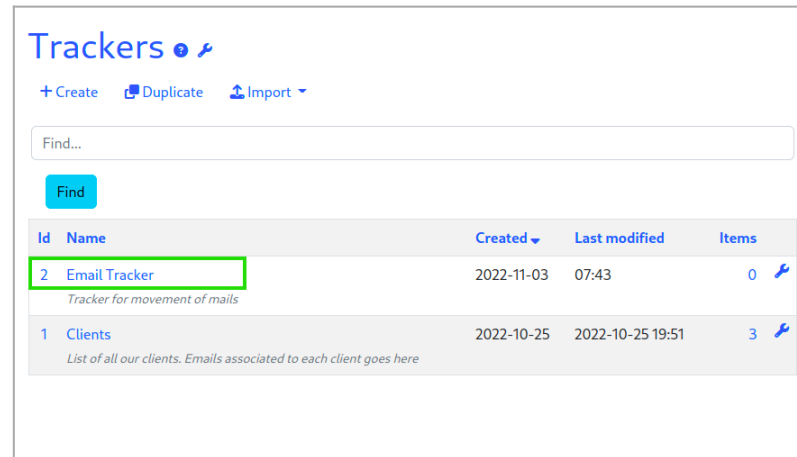 Trackers
Create Duplicate Import
Find...
Find
Id Name Created Last modified Items
2 Email Tracker 2022-11-03 07:43 0
Tracker for movement of mails
1 Clients 2022-10-25 2022-10-25 19:51 3
List of all our clients. Emails associated to each client goes here